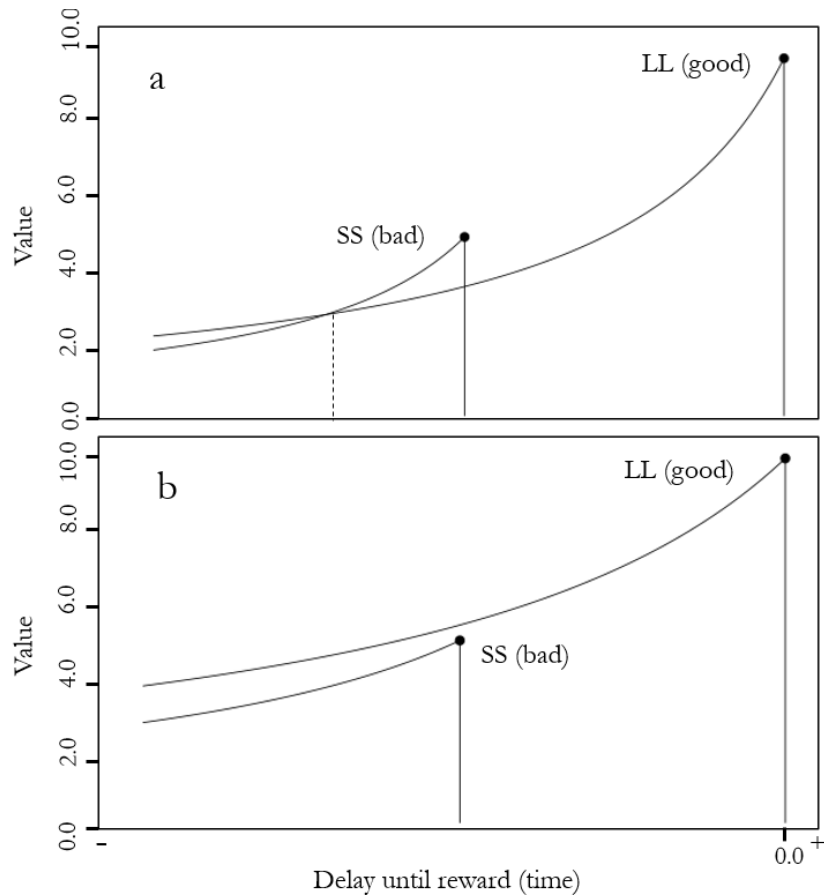 10.0
a
LL (good)
8.0
6.0
Value
SS (bad)
4.0
2.0
0.0
10.0
b
LL (good)
8.0
6.0
Value
SS (bad)
4.0
2.0
0.0
- 0.0 +
Delay until reward (time)